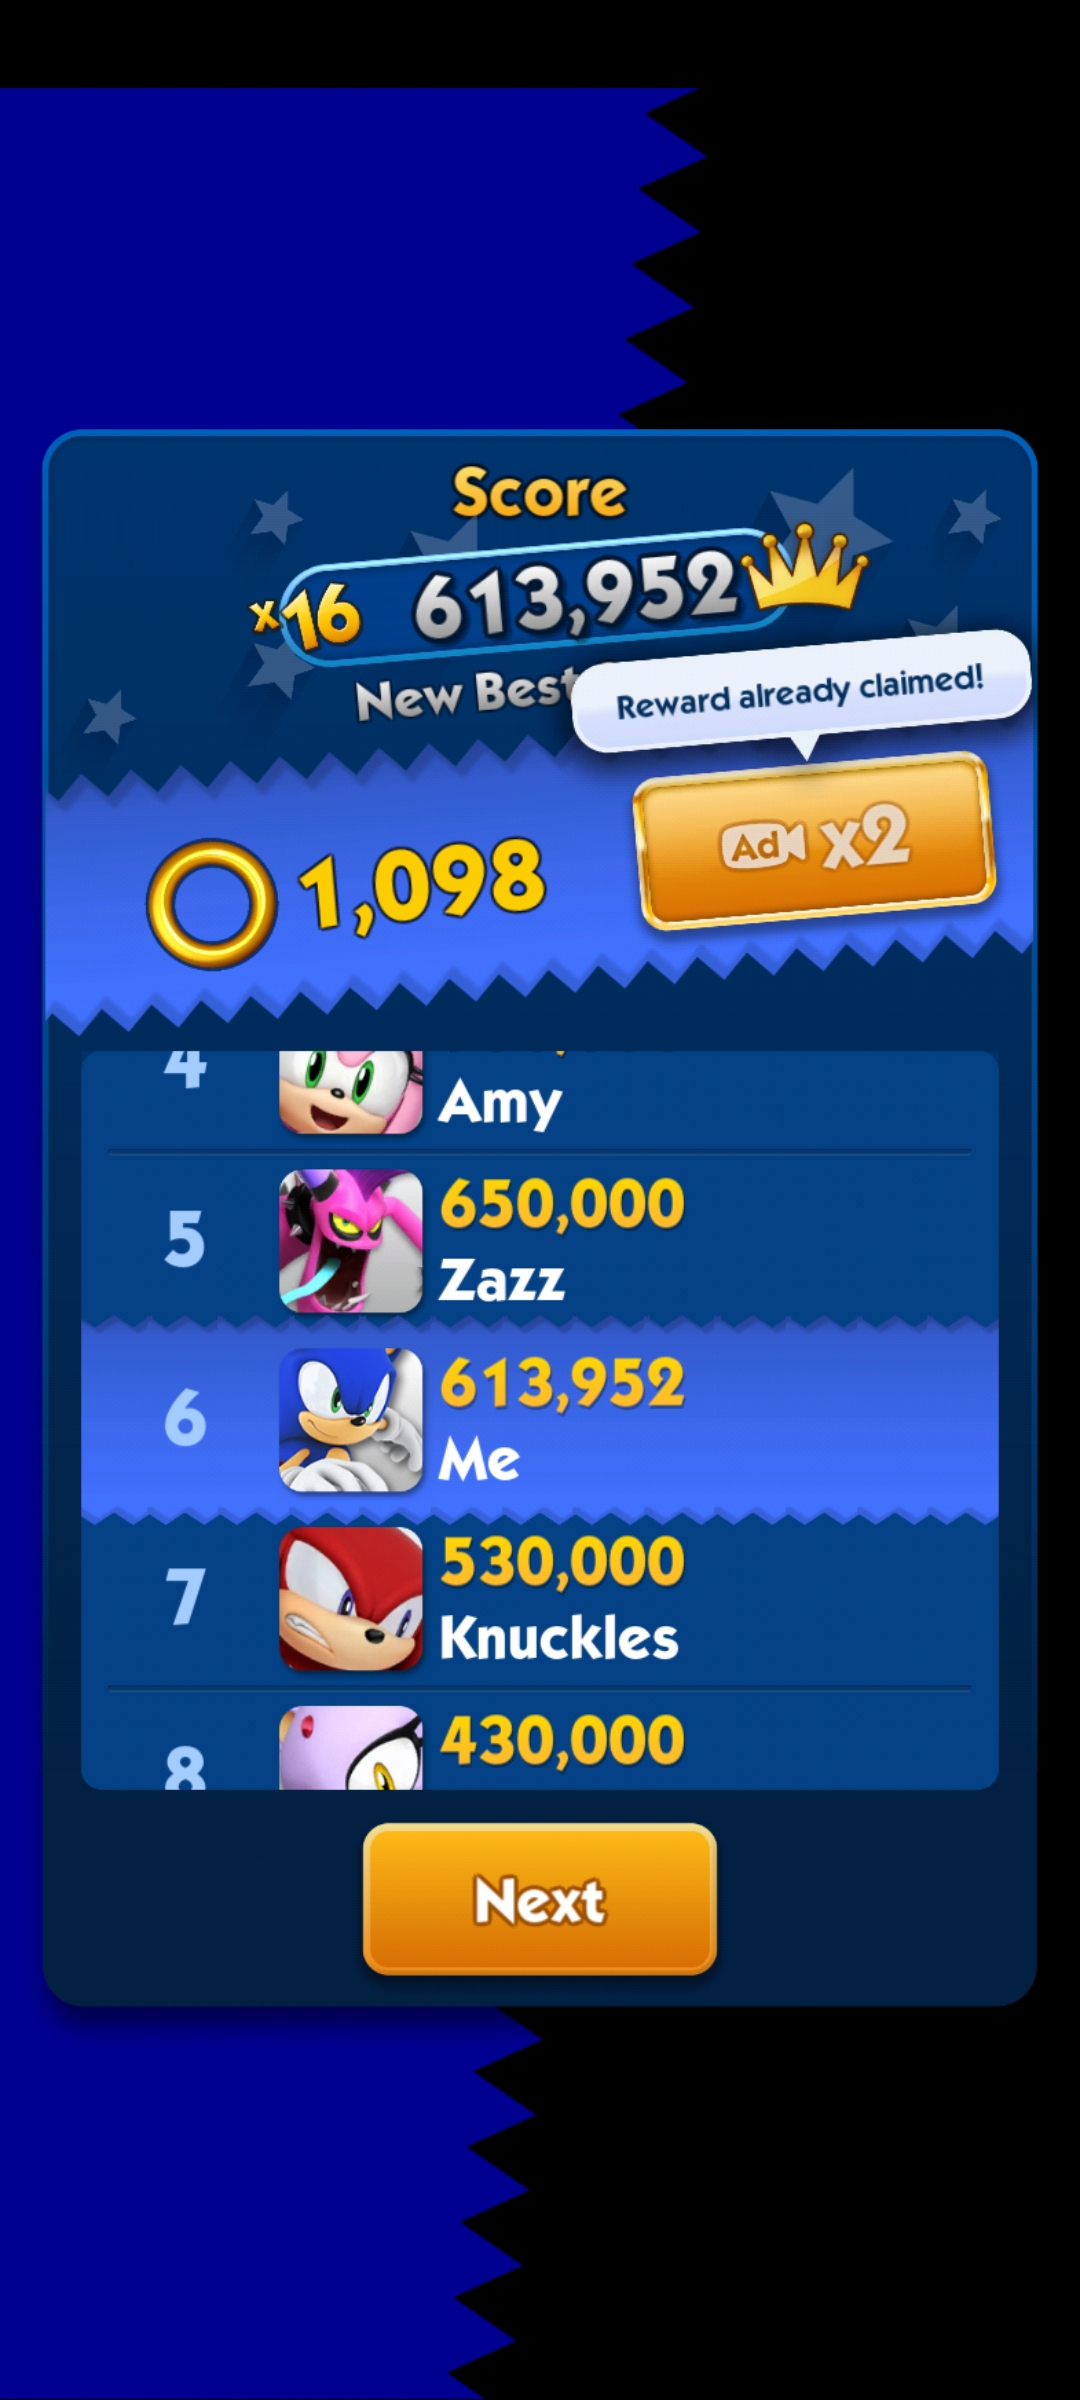 Score
x16 613,952
New Best
Reward already claimed!
1,098
Ad x2
4
Amy
5
650,000
Zazz
6
613,952
Me
7
530,000
Knuckles
8
430,000
Next